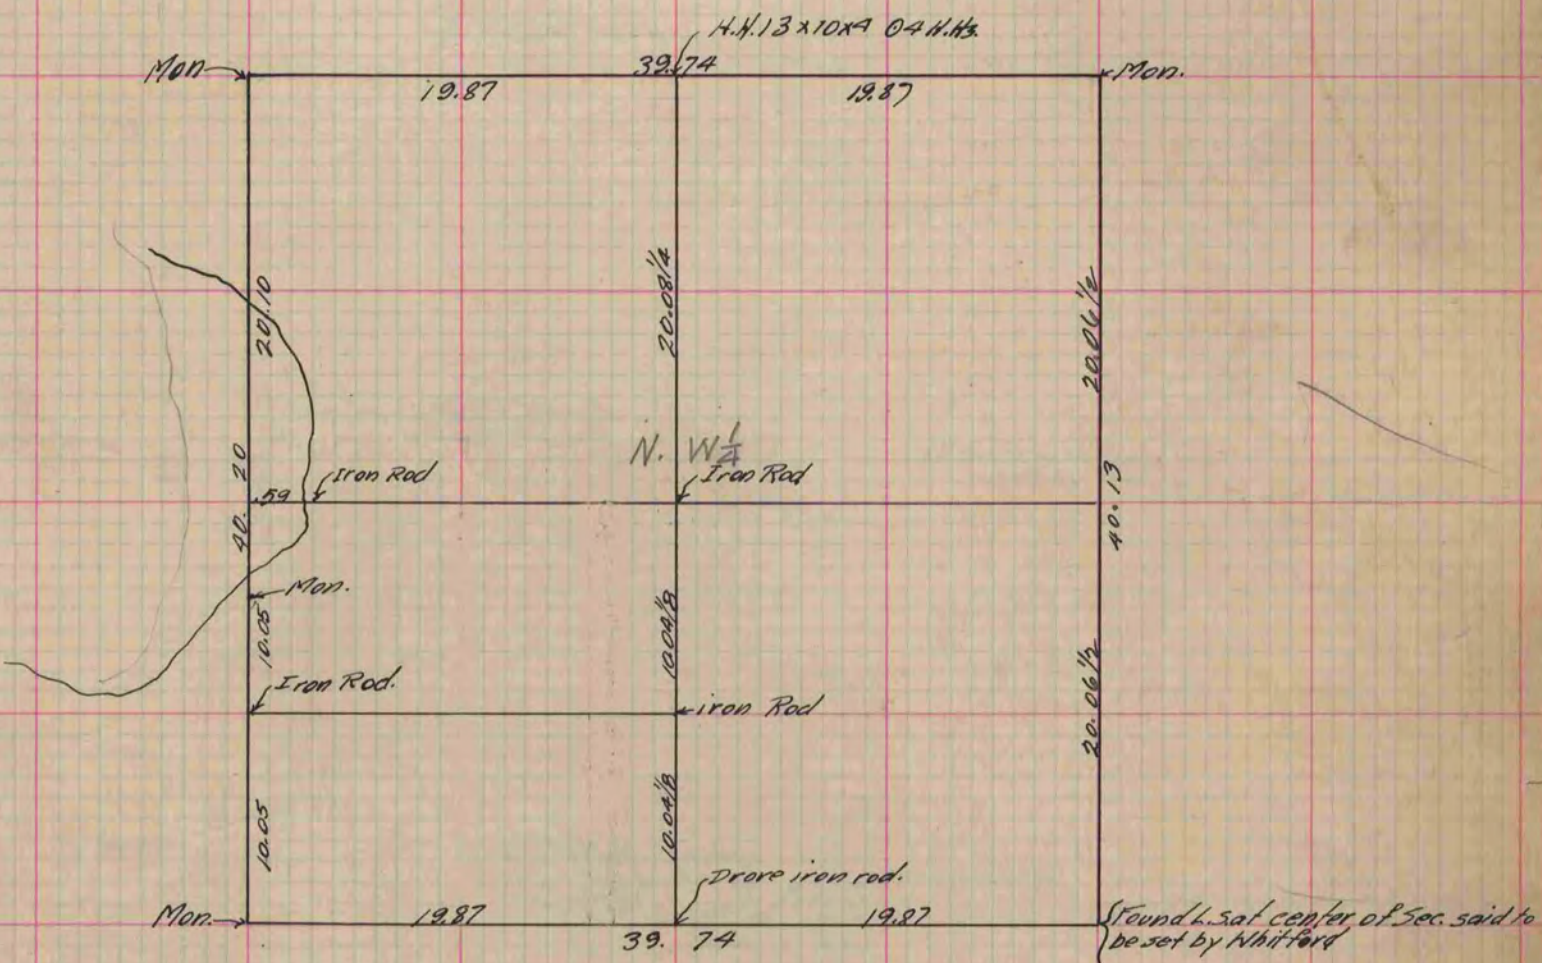 H.H.13x10x4 ⊙4 H.Hs.
Mon
39.74
Mon.
19.87
19.87
20.10
20.08 1/4
20.06 1/2
40.20
N. W 1/4
Iron Rod
Iron Rod
.59
40.13
Mon.
10.05
10.04 1/8
20.06 1/2
Iron Rod.
iron Rod
10.05
10.04 1/8
Drove iron rod.
Mon.
19.87
19.87
Found L.S. at center of Sec. said to
be set by Whitford
39.74